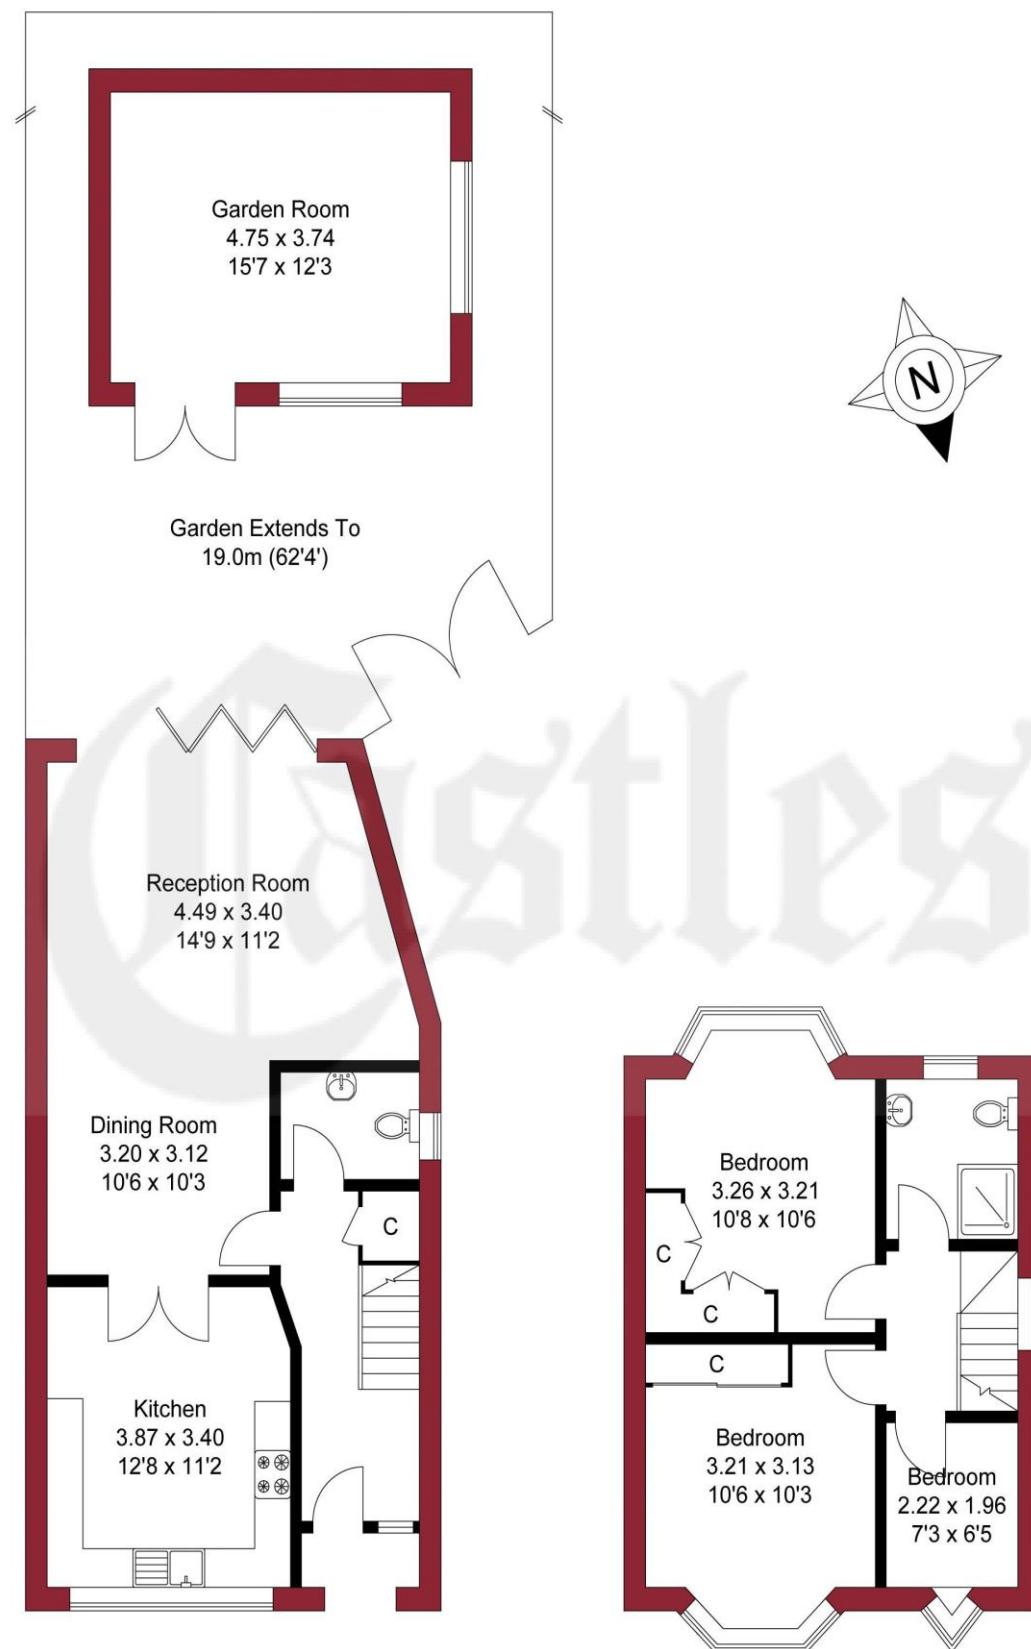 Garden Room
4.75 x 3.74
15'7 x 12'3
N
Garden Extends To
19.0m (62'4')
Castles
Reception Room
4.49 x 3.40
14'9 x 11'2
Dining Room
3.20 x 3.12
10'6 x 10'3
C
Kitchen
3.87 x 3.40
12'8 x 11'2
Bedroom
3.26 x 3.21
10'8 x 10'6
C
C
C
Bedroom
3.21 x 3.13
10'6 x 10'3
Bedroom
2.22 x 1.96
7'3 x 6'5